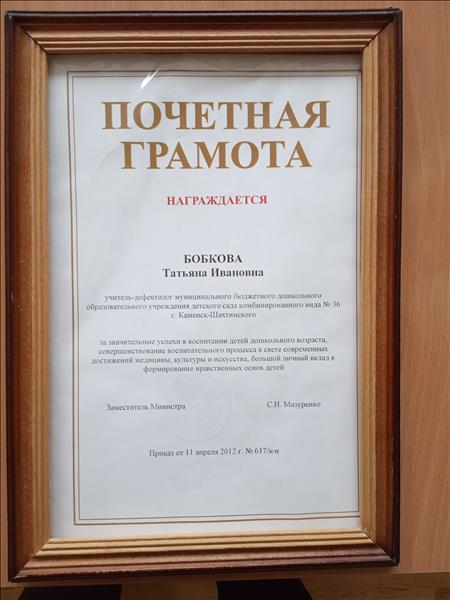 ПОЧЕТНАЯ
ГРАМОТА
НАГРАЖДАЕТСЯ
БОБКОВА
Татьяна Ивановна
учитель-дефектолог муниципального бюджетного дошкольного
образовательного учреждения детского сада комбинированного вида № 36
г. Каменск-Шахтинского
за значительные успехи в воспитании детей дошкольного возраста,
совершенствование воспитательного процесса в свете современных
достижений медицины, культуры и искусства, большой личный вклад в
формирование нравственных основ детей
Заместитель Министра С.Н. Мазуренко
Приказ от 11 апреля 2012 г. № 617/к-н